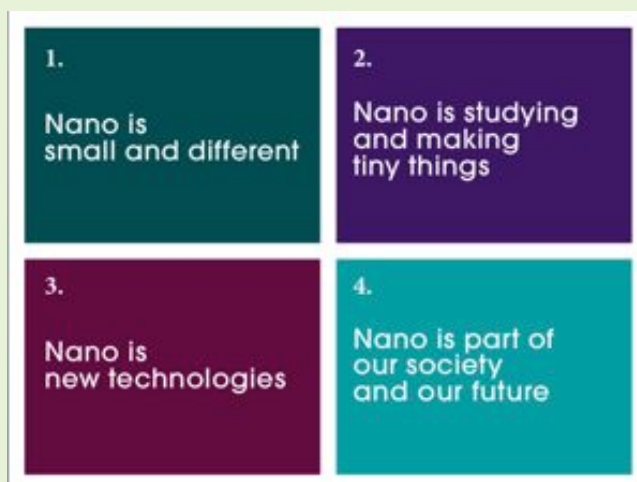 1.
Nano is
small and different
2.
Nano is studying
and making
tiny things
3.
Nano is
new technologies
4.
Nano is part of
our society
and our future